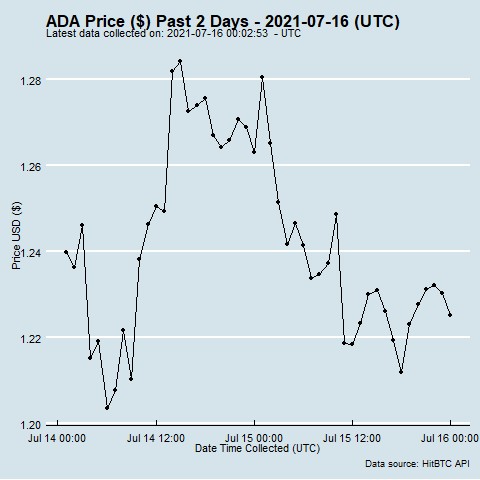 ADA Price ($) Past 2 Days - 2021-07-16 (UTC)
Latest data collected on: 2021-07-16 00:02:53 - UTC
1.28
1.26
1.24
1.22
1.20
Price USD ($)
Jul 14 00:00 Jul 14 12:00 Jul 15 00:00 Jul 15 12:00 Jul 16 00:00
Date Time Collected (UTC)
Data source: HitBTC API